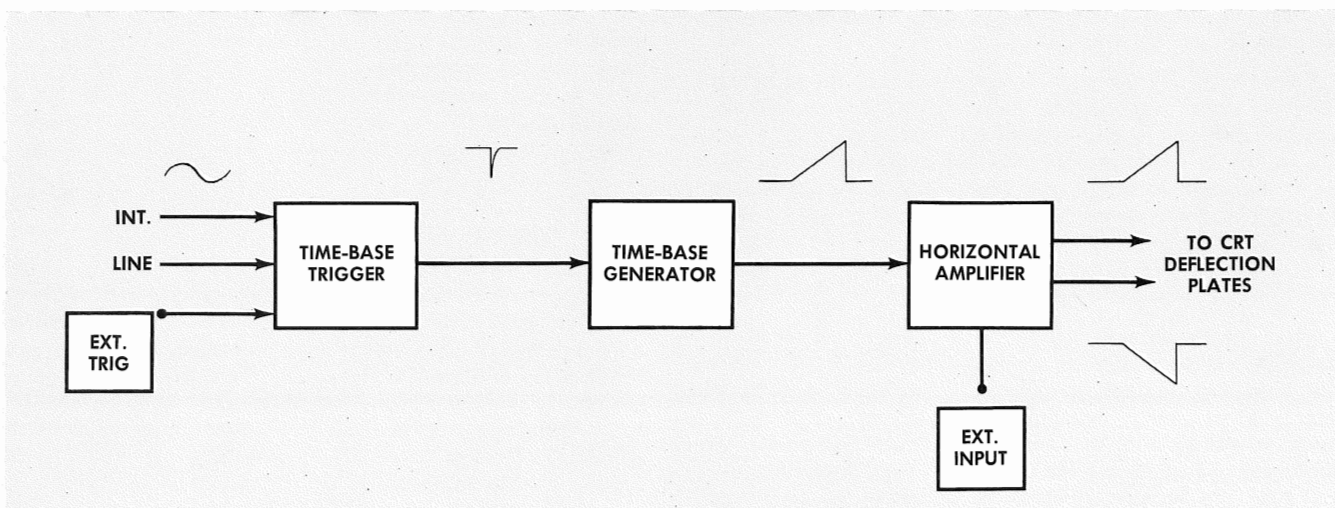 INT.
LINE
EXT.
TRIG
TIME-BASE
TRIGGER
TIME-BASE
GENERATOR
HORIZONTAL
AMPLIFIER
TO CRT
DEFLECTION
PLATES
EXT.
INPUT